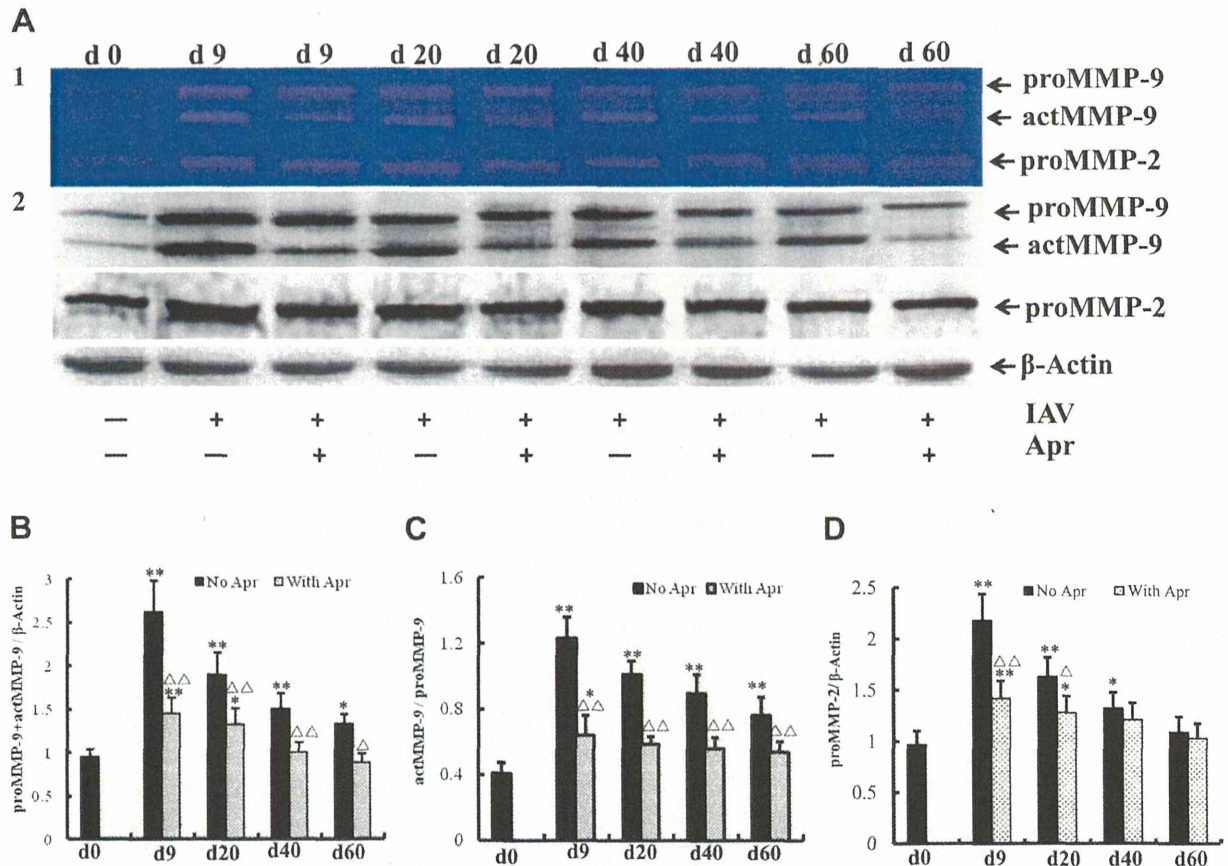 A
d 0 d 9 d 9 d 20 d 20 d 40 d 40 d 60 d 60
1
← proMMP-9
← actMMP-9
← proMMP-2
2
← proMMP-9
← actMMP-9
← proMMP-2
← β-Actin
— + + + + + + + + IAV
— — + — + — + — + Apr
B
No Apr With Apr
proMMP-9+actMMP-9 / β-Actin
3
2.5
2
1.5
1
0.5
0
**
△△
**
**
△△
*
**
△△
*
△
d0 d9 d20 d40 d60
C
No Apr With Apr
actMMP-9 / proMMP-9
1.6
1.2
0.8
0.4
0
**
*
△△
**
△△
**
△△
**
△△
d0 d9 d20 d40 d60
D
No Apr With Apr
proMMP-2/ β-Actin
2.5
2
1.5
1
0.5
0
**
△△
**
**
△
*
*
d0 d9 d20 d40 d60